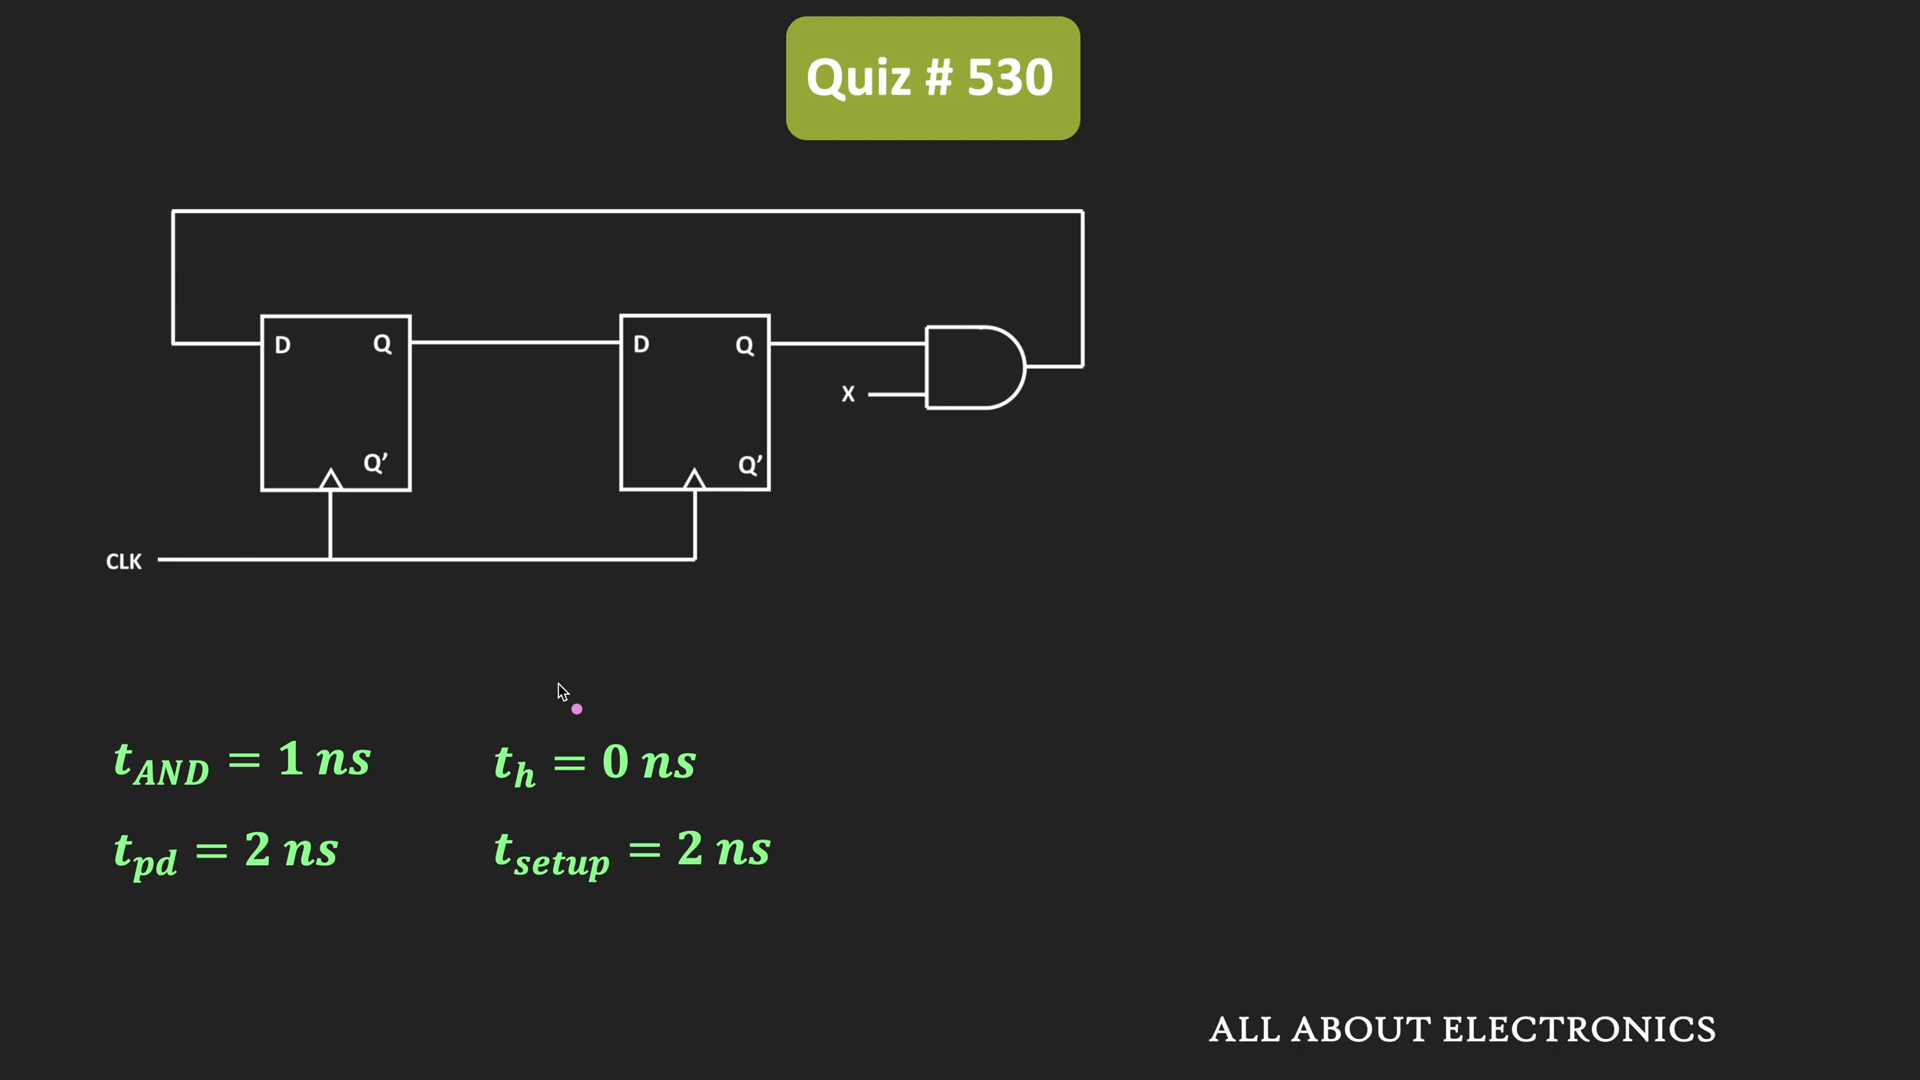 Quiz # 530
D Q D Q
X
Q’ Q’
CLK
t_AND = 1 ns t_h = 0 ns
t_pd = 2 ns t_setup = 2 ns
ALL ABOUT ELECTRONICS